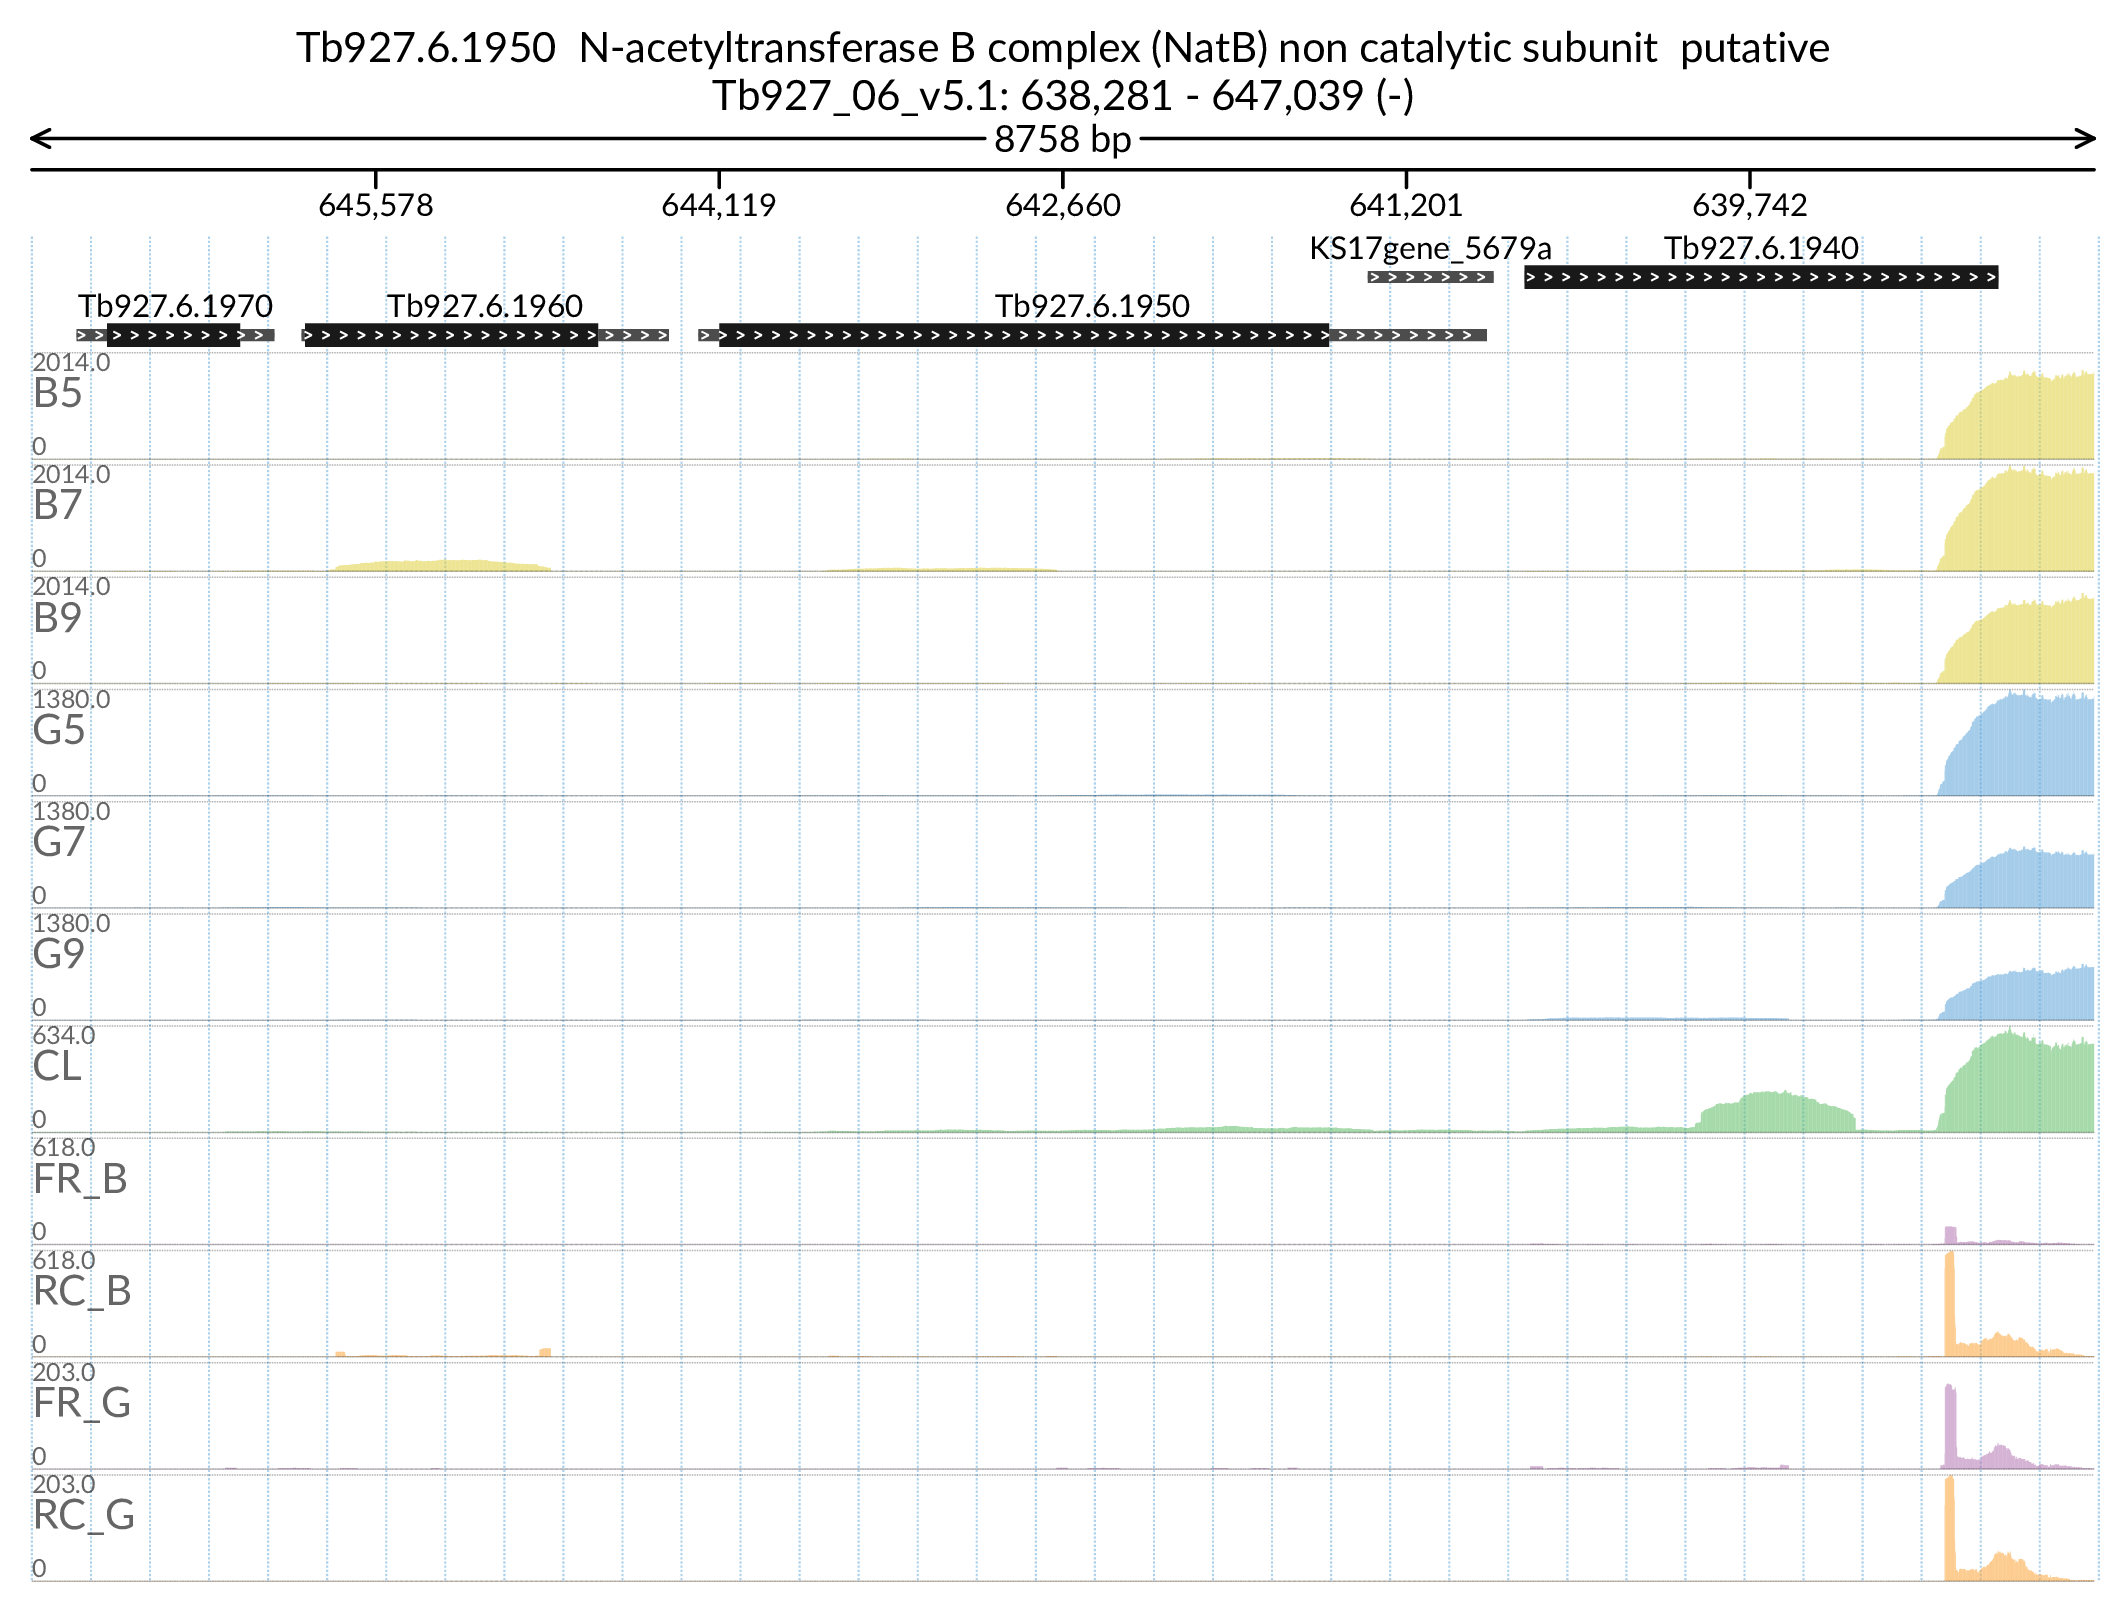 Tb927.6.1950  N-acetyltransferase B complex (NatB) non catalytic subunit  putative
Tb927_06_v5.1: 638,281 - 647,039 (-)
8758 bp
645,578 644,119 642,660 641,201 639,742
KS17gene_5679a Tb927.6.1940
Tb927.6.1970 Tb927.6.1960 Tb927.6.1950
2014.0
B5
0
2014.0
B7
0
2014.0
B9
0
1380.0
G5
0
1380.0
G7
0
1380.0
G9
0
634.0
CL
0
618.0
FR_B
0
618.0
RC_B
0
203.0
FR_G
0
203.0
RC_G
0